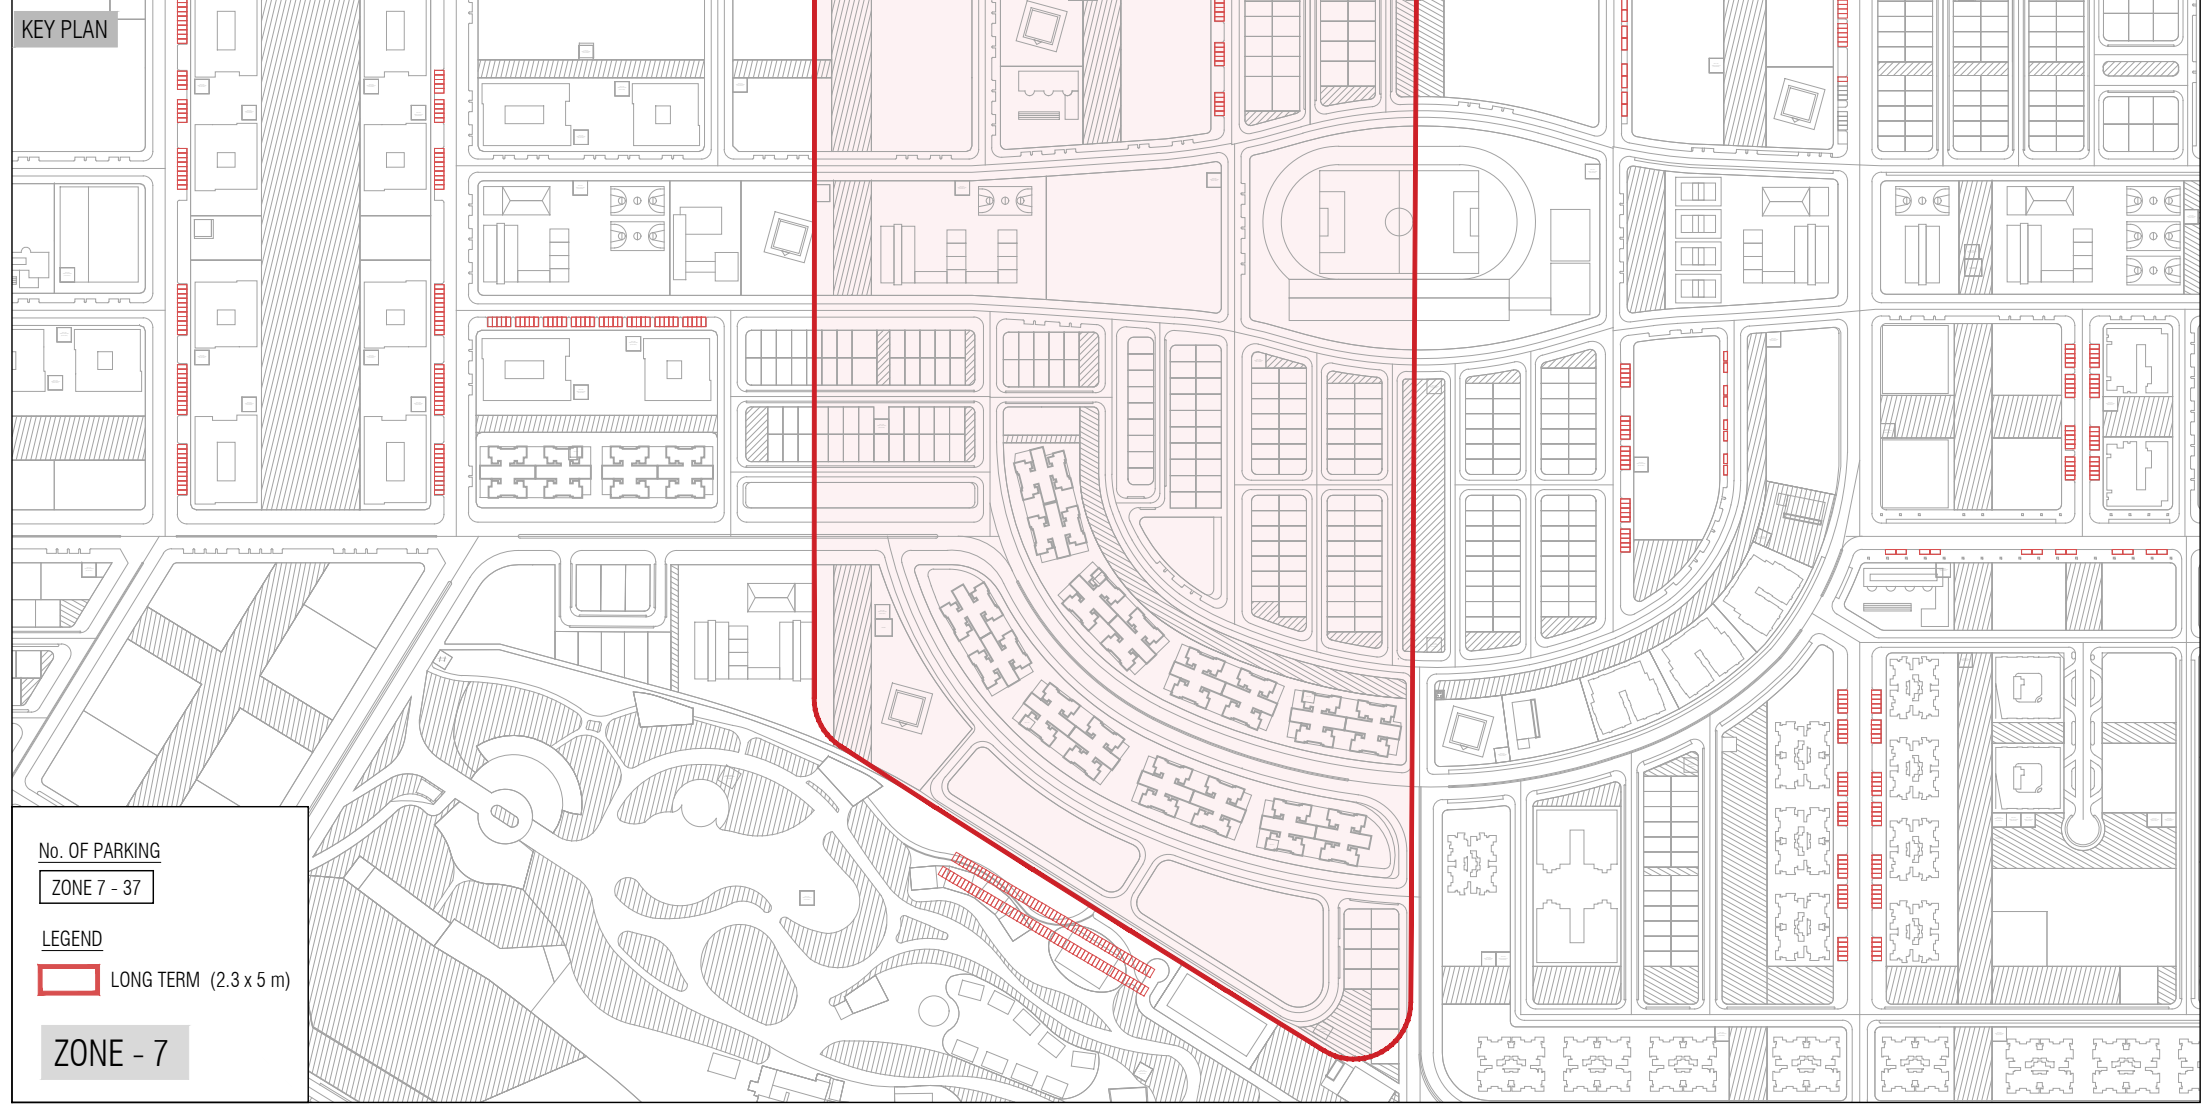 KEY PLAN
No. OF PARKING
ZONE 7 - 37
LEGEND
LONG TERM (2.3 x 5 m)
ZONE - 7